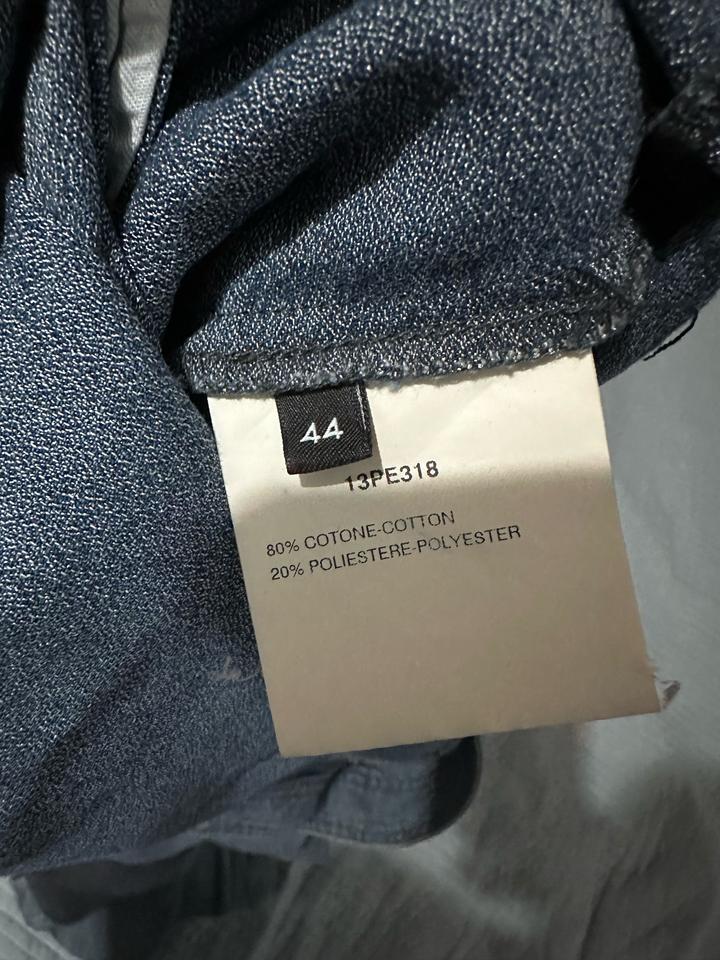 44
13PE318
80% COTONE-COTTON
20% POLIESTERE-POLYESTER